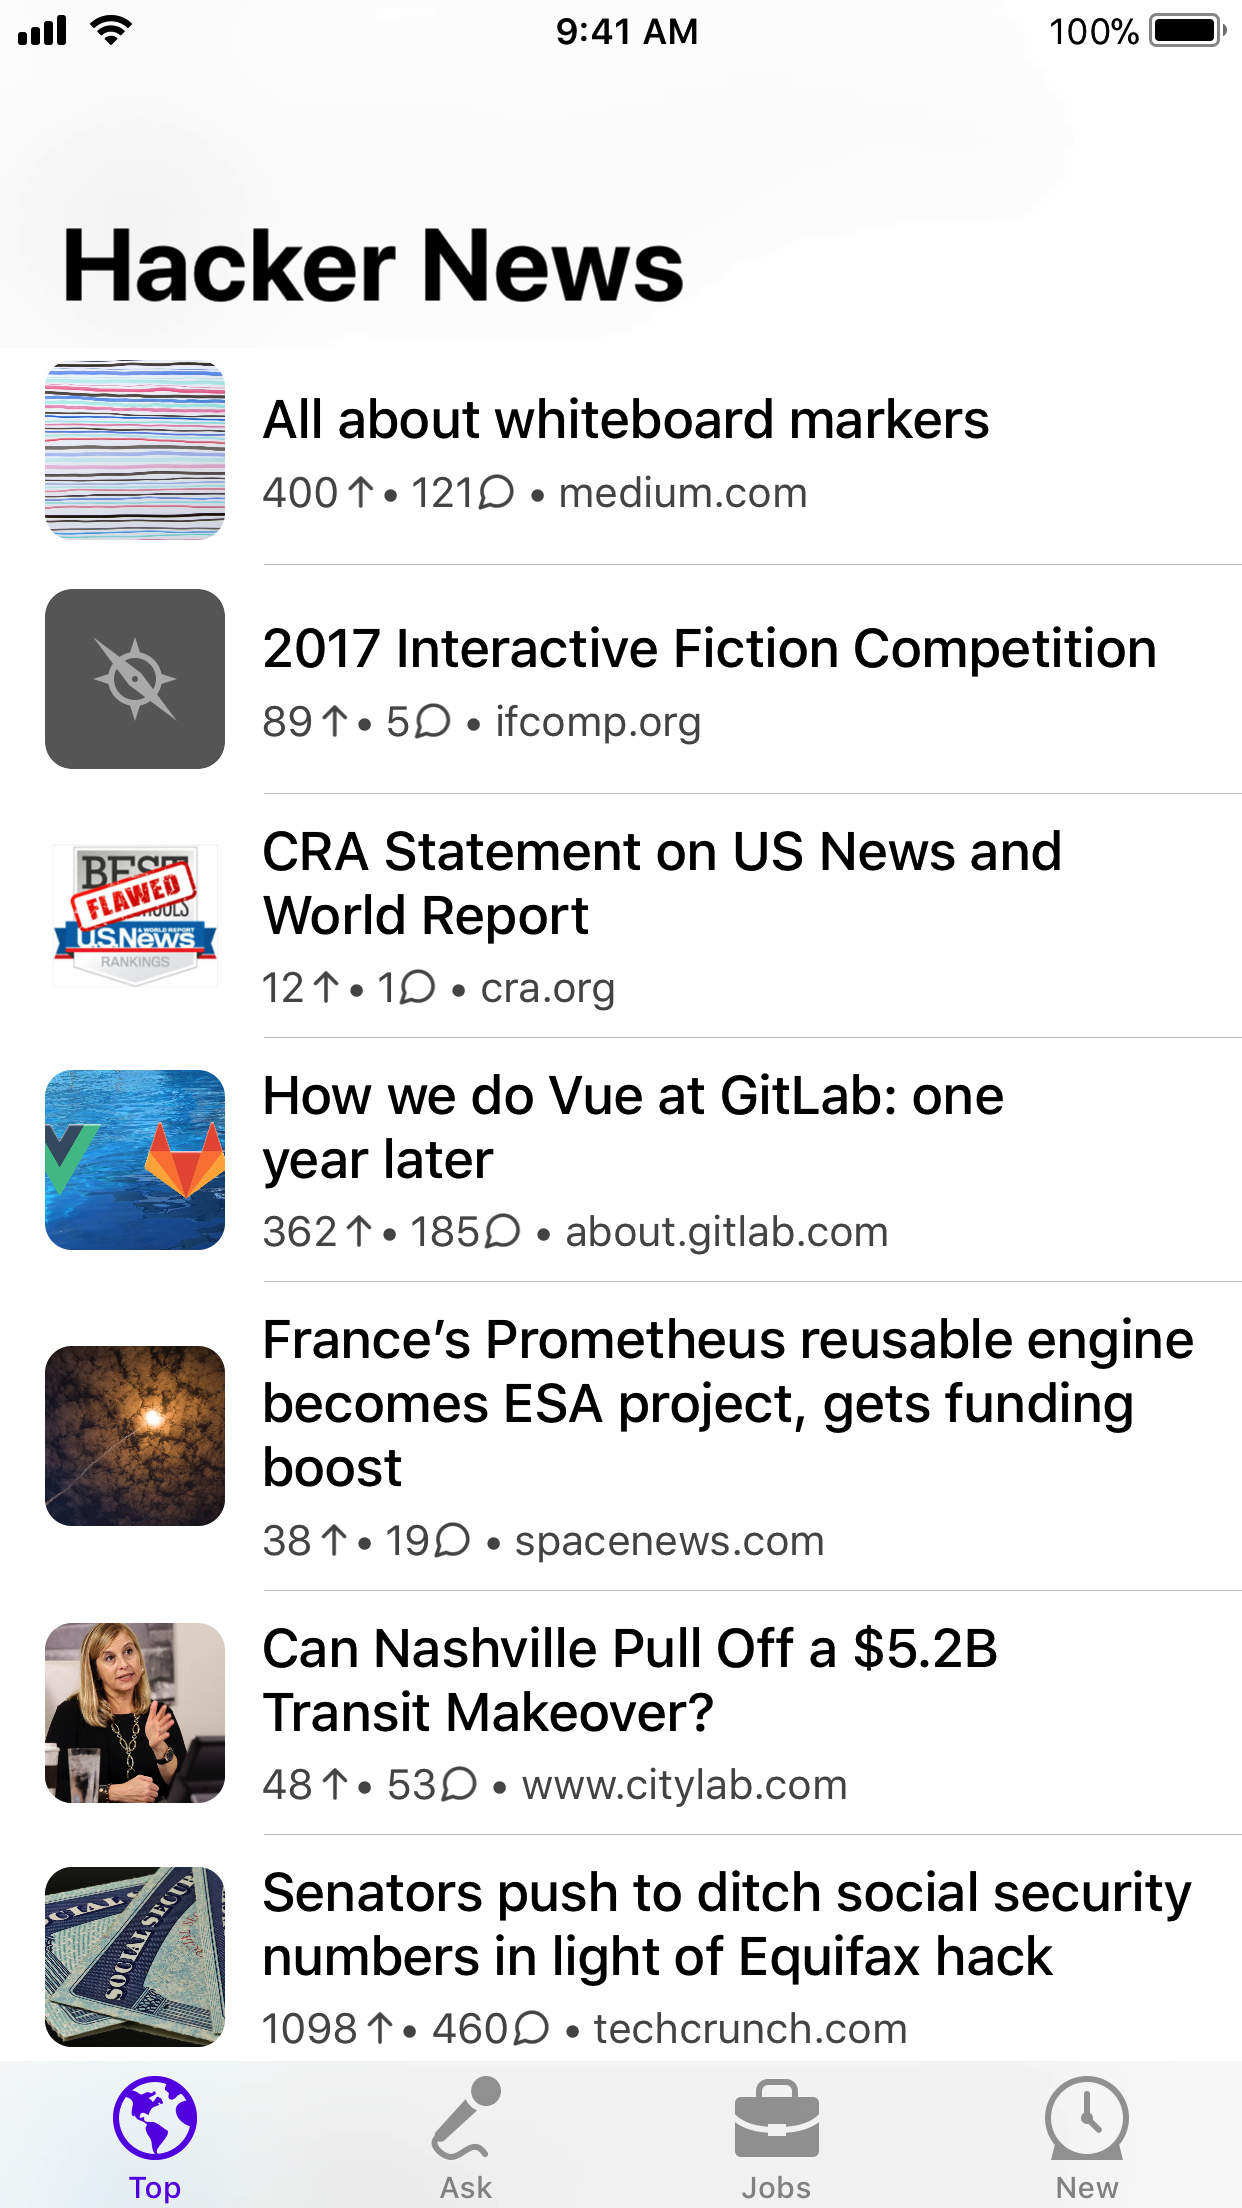 9:41 AM
100%
Hacker News
All about whiteboard markers
400↑ • 121 • medium.com
2017 Interactive Fiction Competition
89↑ • 5 • ifcomp.org
BEST
FLAWED
U.S.News
& WORLD REPORT
RANKINGS
CRA Statement on US News and
World Report
12↑ • 1 • cra.org
How we do Vue at GitLab: one
year later
362↑ • 185 • about.gitlab.com
France’s Prometheus reusable engine
becomes ESA project, gets funding
boost
38↑ • 19 • spacenews.com
Can Nashville Pull Off a $5.2B
Transit Makeover?
48↑ • 53 • www.citylab.com
SOCIAL SECUR
Senators push to ditch social security
numbers in light of Equifax hack
1098↑ • 460 • techcrunch.com
Top
Ask
Jobs
New